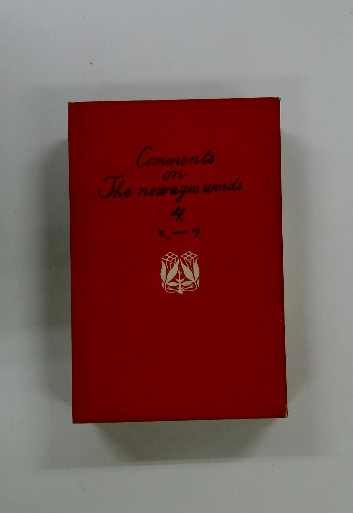 Comments
on
The newages words
4.